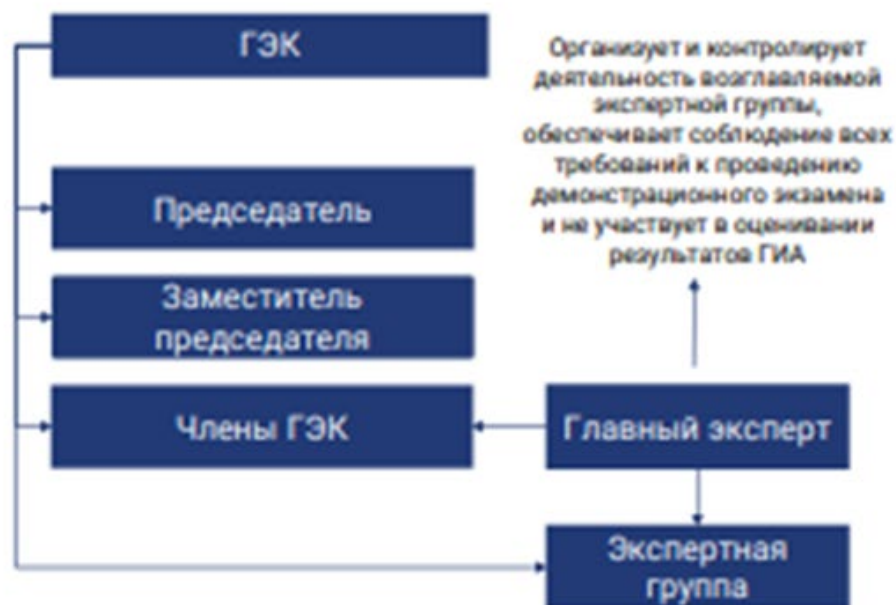 ГЭК
Организует и контролирует
деятельность возглавляемой
экспертной группы,
обеспечивает соблюдение всех
требований к проведению
демонстрационного экзамена
и не участвует в оценивании
результатов ГИА
Председатель
Заместитель
председателя
Члены ГЭК
Главный эксперт
Экспертная
группа